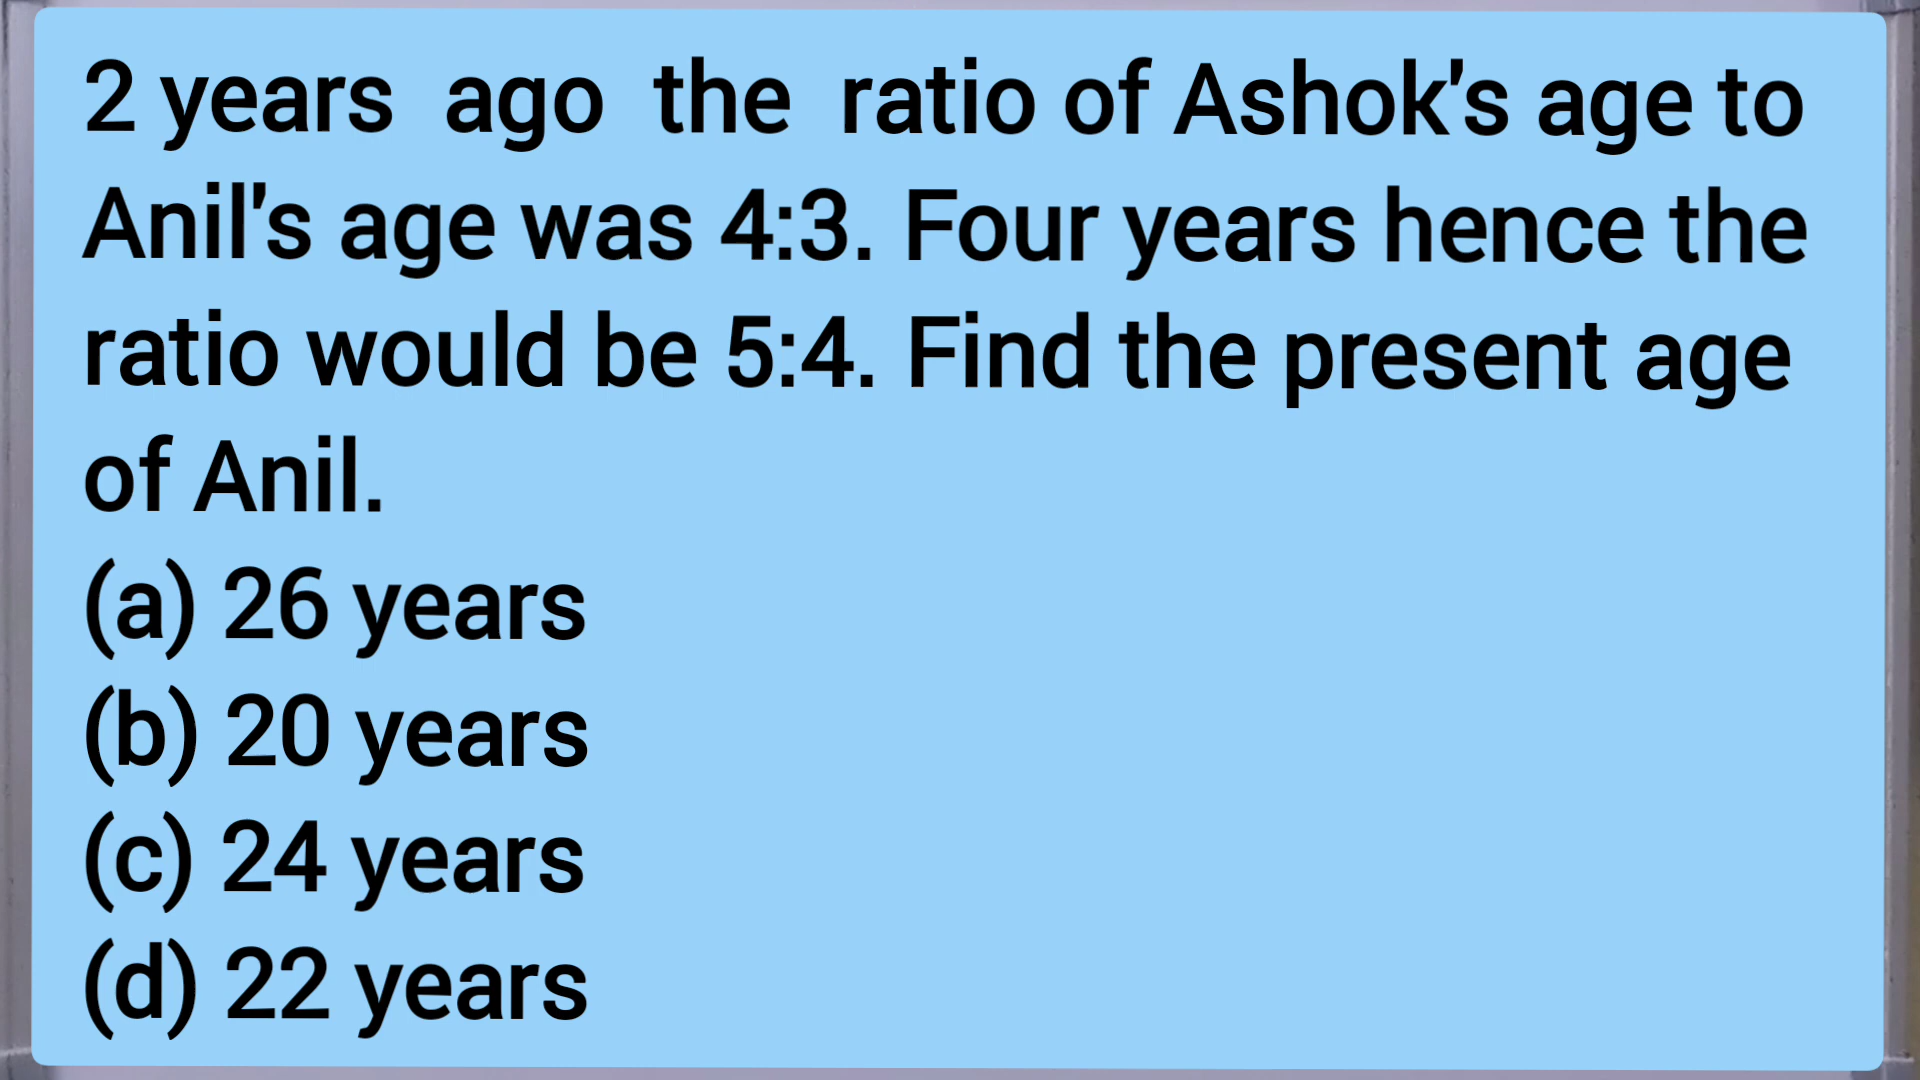 2 years ago the ratio of Ashok's age to
Anil's age was 4:3. Four years hence the
ratio would be 5:4. Find the present age
of Anil.
(a) 26 years
(b) 20 years
(c) 24 years
(d) 22 years